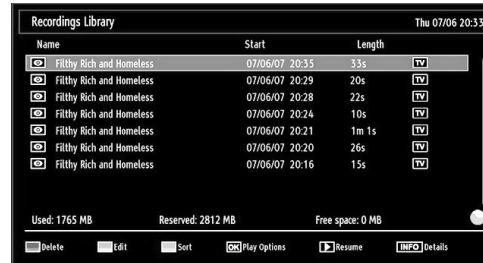 Recordings Library Thu 07/06 20:33
Name Start Length
Filthy Rich and Homeless 07/06/07 20:35 33s TV
Filthy Rich and Homeless 07/06/07 20:29 20s TV
Filthy Rich and Homeless 07/06/07 20:28 22s TV
Filthy Rich and Homeless 07/06/07 20:24 10s TV
Filthy Rich and Homeless 07/06/07 20:21 1m 1s TV
Filthy Rich and Homeless 07/06/07 20:20 26s TV
Filthy Rich and Homeless 07/06/07 20:16 15s TV
Used: 1765 MB Reserved: 2812 MB Free space: 0 MB
Delete Edit Sort OK Play Options Resume INFO Details